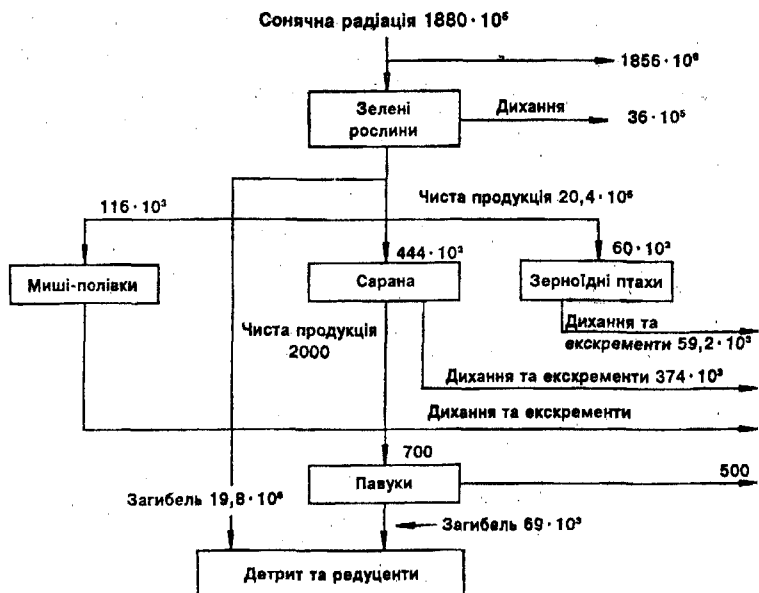 Сонячна радіація 1880 · 10⁶
1856 · 10⁶
Зелені
рослини
Дихання
36 · 10⁵
116 · 10³
Чиста продукція 20,4 · 10⁶
444 · 10³
60 · 10³
Миші-полівки
Сарана
Зерноїдні птахи
Чиста продукція
2000
Дихання та
екскременти 59,2 · 10³
Дихання та екскременти 374 · 10³
Дихання та екскременти
700
Павуки
500
Загибель 19,8 · 10⁶
Загибель 69 · 10³
Детрит та редуценти